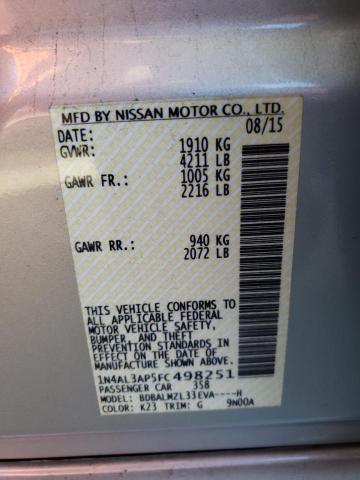 MFD BY NISSAN MOTOR CO., LTD.
DATE: 08/15
GVWR: 1910 KG
4211 LB
GAWR FR: 1005 KG
2216 LB
GAWR RR: 940 KG
2072 LB
THIS VEHICLE CONFORMS TO
ALL APPLICABLE FEDERAL
MOTOR VEHICLE SAFETY,
BUMPER, AND THEFT
PREVENTION STANDARDS IN
EFFECT ON THE DATE OF
MANUFACTURE SHOWN ABOVE.
1N4AL3AP5FC498251
PASSENGER CAR 358
MODEL: BDBALMZL33EVA----H
COLOR: K23 TRIM: G 9N00A